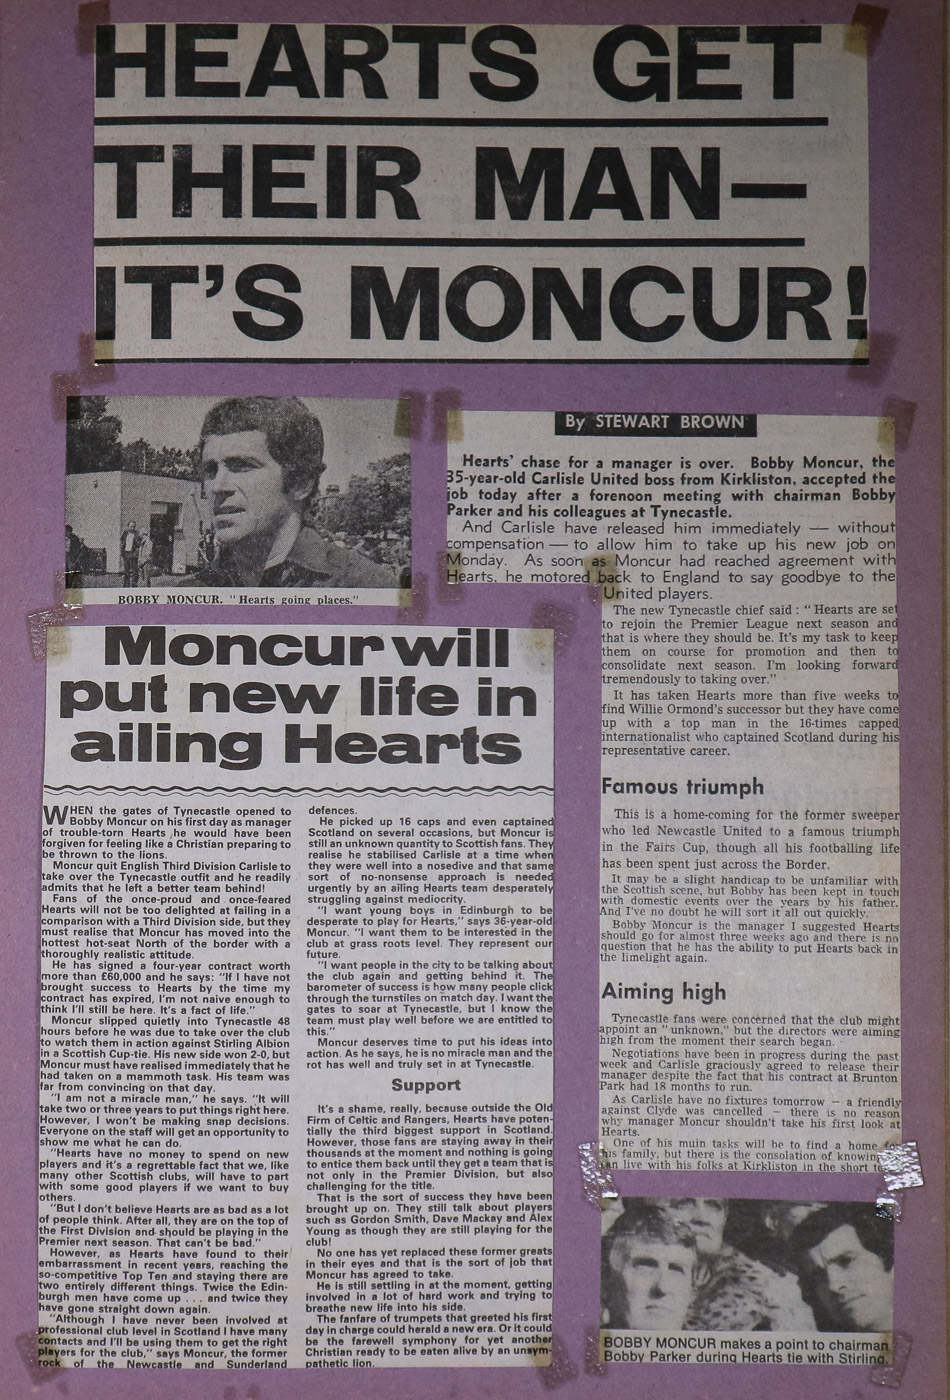 HEARTS GET
THEIR MAN—
IT'S MONCUR!
BOBBY MONCUR. "Hearts going places."
By STEWART BROWN
Hearts' chase for a manager is over. Bobby Moncur, the
35-year-old Carlisle United boss from Kirkliston, accepted the
job today after a forenoon meeting with chairman Bobby
Parker and his colleagues at Tynecastle.
And Carlisle have released him immediately — without
compensation — to allow him to take up his new job on
Monday. As soon as Moncur had reached agreement with
Hearts, he motored back to England to say goodbye to the
United players.
The new Tynecastle chief said : "Hearts are set
to rejoin the Premier League next season and
that is where they should be. It's my task to keep
them on course for promotion and then to
consolidate next season. I'm looking forward
tremendously to taking over."
It has taken Hearts more than five weeks to
find Willie Ormond's successor but they have come
up with a top man in the 16-times capped
internationalist who captained Scotland during his
representative career.
Famous triumph
This is a home-coming for the former sweeper
who led Newcastle United to a famous triumph
in the Fairs Cup, though all his footballing life
has been spent just across the Border.
It may be a slight handicap to be unfamiliar with
the Scottish scene, but Bobby has been kept in touch
with domestic events over the years by his father.
And I've no doubt he will sort it all out quickly.
Bobby Moncur is the manager I suggested Hearts
should go for almost three weeks ago and there is no
question that he has the ability to put Hearts back in
the limelight again.
Aiming high
Tynecastle fans were concerned that the club might
appoint an "unknown," but the directors were aiming
high from the moment their search began.
Negotiations have been in progress during the past
week and Carlisle graciously agreed to release their
manager despite the fact that his contract at Brunton
Park had 18 months to run.
As Carlisle have no fixtures tomorrow — a friendly
against Clyde was cancelled — there is no reason
why manager Moncur shouldn't take his first look at
Hearts.
One of his muin tasks will be to find a home for
his family, but there is the consolation of knowing
can live with his folks at Kirkliston in the short
BOBBY MONCUR makes a point to chairman
Bobby Parker during Hearts tie with Stirling.
Moncur will
put new life in
ailing Hearts
WHEN the gates of Tynecastle opened to
Bobby Moncur on his first day as manager
of trouble-torn Hearts he would have been
forgiven for feeling like a Christian preparing to
be thrown to the lions.
Moncur quit English Third Division Carlisle to
take over the Tynecastle outfit and he readily
admits that he left a better team behind!
Fans of the once-proud and once-feared
Hearts will not be too delighted at failing in a
comparison with a Third Division side, but they
must realise that Moncur has moved into the
hottest hot-seat North of the border with a
thoroughly realistic attitude.
He has signed a four-year contract worth
more than £60,000 and he says: "If I have not
brought success to Hearts by the time my
contract has expired, I'm not naive enough to
think I'll still be here. It's a fact of life."
Moncur slipped quietly into Tynecastle 48
hours before he was due to take over the club
to watch them in action against Stirling Albion
in a Scottish Cup-tie. His new side won 2-0, but
Moncur must have realised immediately that he
had taken on a mammoth task. His team was
far from convincing on that day.
"I am not a miracle man," he says. "It will
take two or three years to put things right here.
However, I won't be making snap decisions.
Everyone on the staff will get an opportunity to
show me what he can do.
"Hearts have no money to spend on new
players and it's a regrettable fact that we, like
many other Scottish clubs, will have to part
with some good players if we want to buy
others.
"But I don't believe Hearts are as bad as a lot
of people think. After all, they are on the top of
the First Division and should be playing in the
Premier next season. That can't be bad."
However, as Hearts have found to their
embarrassment in recent years, reaching the
so-competitive Top Ten and staying there are
two entirely different things. Twice the Edin-
burgh men have come up . . . and twice they
have gone straight down again.
"Although I have never been involved at
professional club level in Scotland I have many
contacts and I'll be using them to get the right
players for the club," says Moncur, the former
rock of the Newcastle and Sunderland
defences.
He picked up 16 caps and even captained
Scotland on several occasions, but Moncur is
still an unknown quantity to Scottish fans. They
realise he stabilised Carlisle at a time when
they were well into a nosedive and that same
sort of no-nonsense approach is needed
urgently by an ailing Hearts team desperately
struggling against mediocrity.
"I want young boys in Edinburgh to be
desperate to play for Hearts," says 36-year-old
Moncur. "I want them to be interested in the
club at grass roots level. They represent our
future.
"I want people in the city to be talking about
the club again and getting behind it. The
barometer of success is how many people click
through the turnstiles on match day. I want the
gates to soar at Tynecastle, but I know the
team must play well before we are entitled to
this."
Moncur deserves time to put his ideas into
action. As he says, he is no miracle man and the
rot has well and truly set in at Tynecastle.
Support
It's a shame, really, because outside the Old
Firm of Celtic and Rangers, Hearts have poten-
tially the third biggest support in Scotland.
However, those fans are staying away in their
thousands at the moment and nothing is going
to entice them back until they get a team that is
not only in the Premier Division, but also
challenging for the title.
That is the sort of success they have been
brought up on. They still talk about players
such as Gordon Smith, Dave Mackay and Alex
Young as though they are still playing for the
club!
No one has yet replaced these former greats
in their eyes and that is the sort of job that
Moncur has agreed to take.
He is still settling in at the moment, getting
involved in a lot of hard work and trying to
breathe new life into his side.
The fanfare of trumpets that greeted his first
day in charge could herald a new era. Or it could
be the farewell symphony for yet another
Christian ready to be eaten alive by an unsym-
pathetic lion.